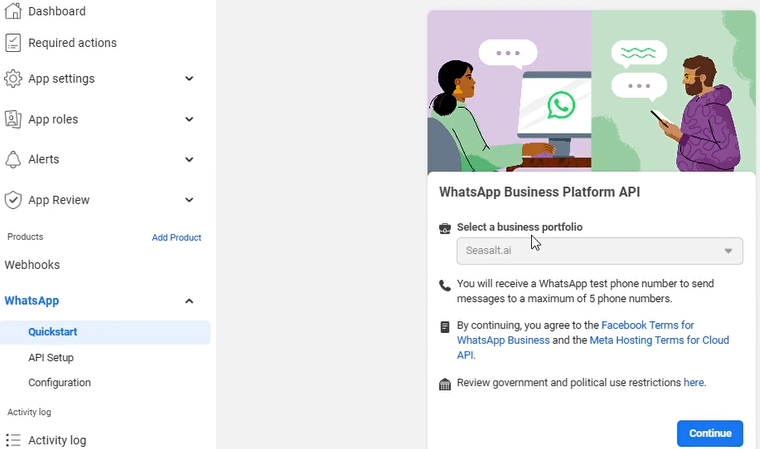 Dashboard
Required actions
App settings
App roles
Alerts
App Review
Products Add Product
Webhooks
WhatsApp
Quickstart
API Setup
Configuration
Activity log
Activity log
WhatsApp Business Platform API
Select a business portfolio
Seasalt.ai
You will receive a WhatsApp test phone number to send
messages to a maximum of 5 phone numbers.
By continuing, you agree to the Facebook Terms for
WhatsApp Business and the Meta Hosting Terms for Cloud
API.
Review government and political use restrictions here.
Continue